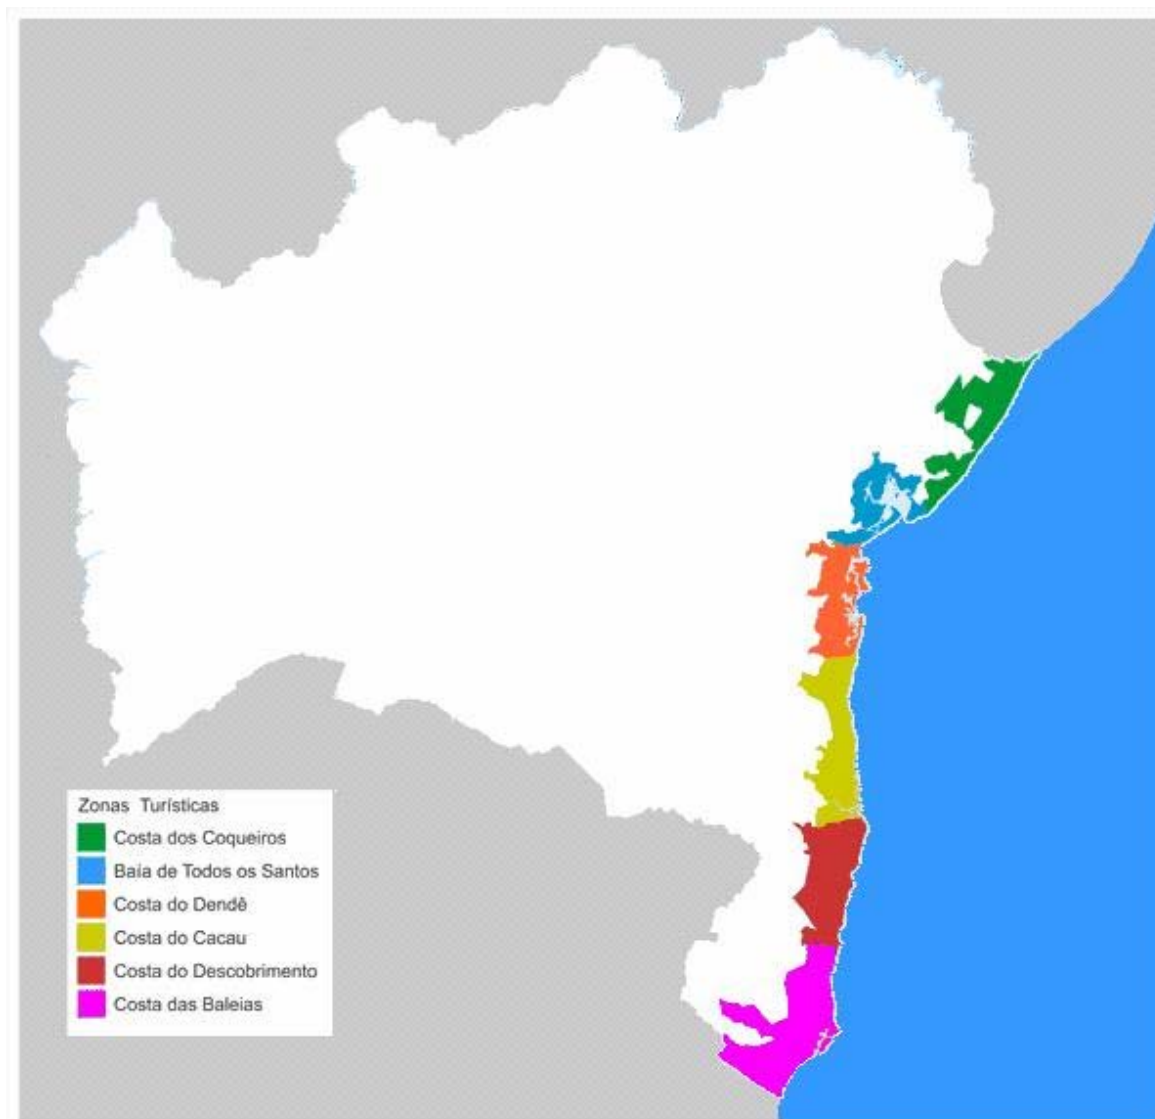 Zonas Turísticas
Costa dos Coqueiros
Baía de Todos os Santos
Costa do Dendê
Costa do Cacau
Costa do Descobrimento
Costa das Baleias